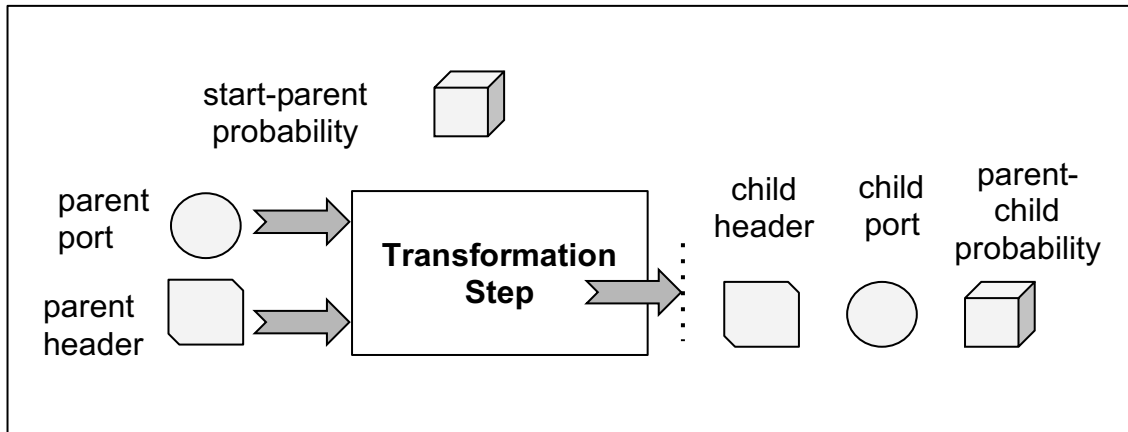 start-parent
probability
parent
port
parent
header
Transformation
Step
child
header
child
port
parent-
child
probability